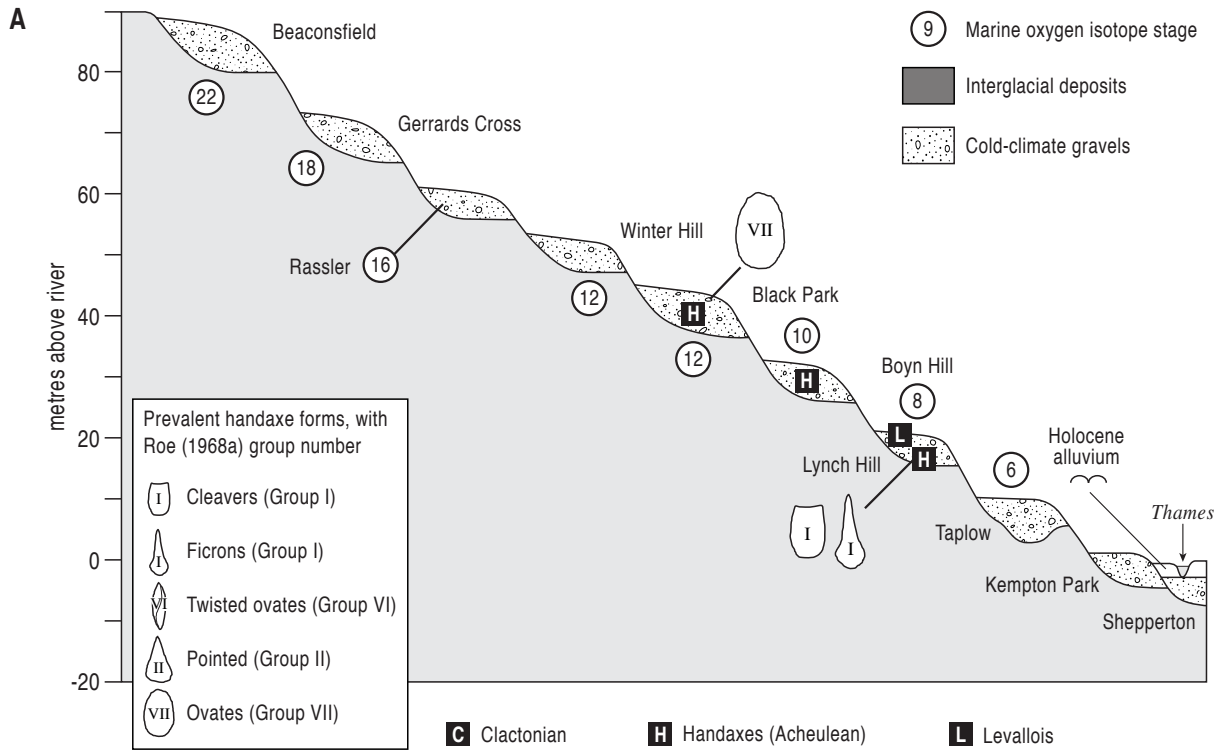 A
Beaconsfield
9 Marine oxygen isotope stage
80
22
Interglacial deposits
Gerrards Cross
Cold-climate gravels
18
60
Winter Hill
VII
Rassler 16
12
Black Park
metres above river
40
H
10
12
H
Boyn Hill
8
Prevalent handaxe forms, with
Roe (1968a) group number
20
L
H
Lynch Hill
6
Holocene
alluvium
I Cleavers (Group I)
I
I
Taplow
Thames
I Ficrons (Group I)
0
Kempton Park
VI Twisted ovates (Group VI)
Shepperton
II Pointed (Group II)
-20
VII Ovates (Group VII)
C Clactonian
H Handaxes (Acheulean)
L Levallois